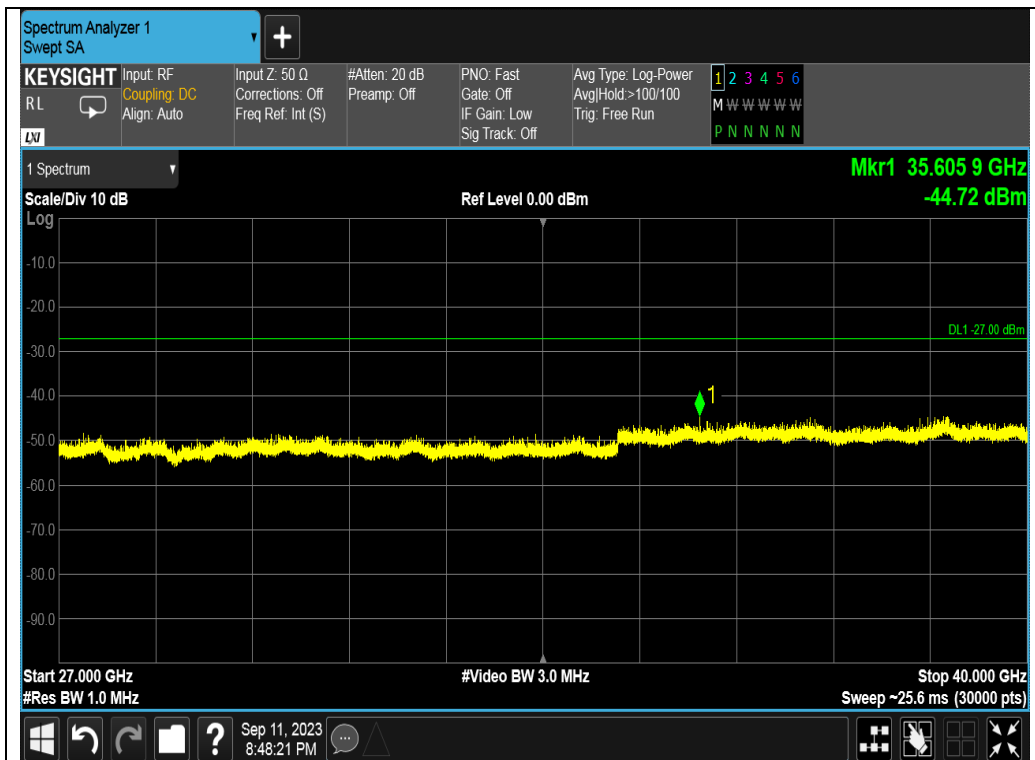 Spectrum Analyzer 1
Swept SA
KEYSIGHT
RL
LXI
Input: RF
Coupling: DC
Align: Auto
Input Z: 50 Ω
Corrections: Off
Freq Ref: Int (S)
#Atten: 20 dB
Preamp: Off
PNO: Fast
Gate: Off
IF Gain: Low
Sig Track: Off
Avg Type: Log-Power
Avg|Hold:>100/100
Trig: Free Run
1 2 3 4 5 6
M W W W W W
P N N N N N
1 Spectrum
Mkr1 35.605 9 GHz
-44.72 dBm
Scale/Div 10 dB
Ref Level 0.00 dBm
Log
-10.0
-20.0
DL1 -27.00 dBm
-30.0
-40.0
1
-50.0
-60.0
-70.0
-80.0
-90.0
Start 27.000 GHz
#Video BW 3.0 MHz
Stop 40.000 GHz
#Res BW 1.0 MHz
Sweep ~25.6 ms (30000 pts)
?
Sep 11, 2023
8:48:21 PM